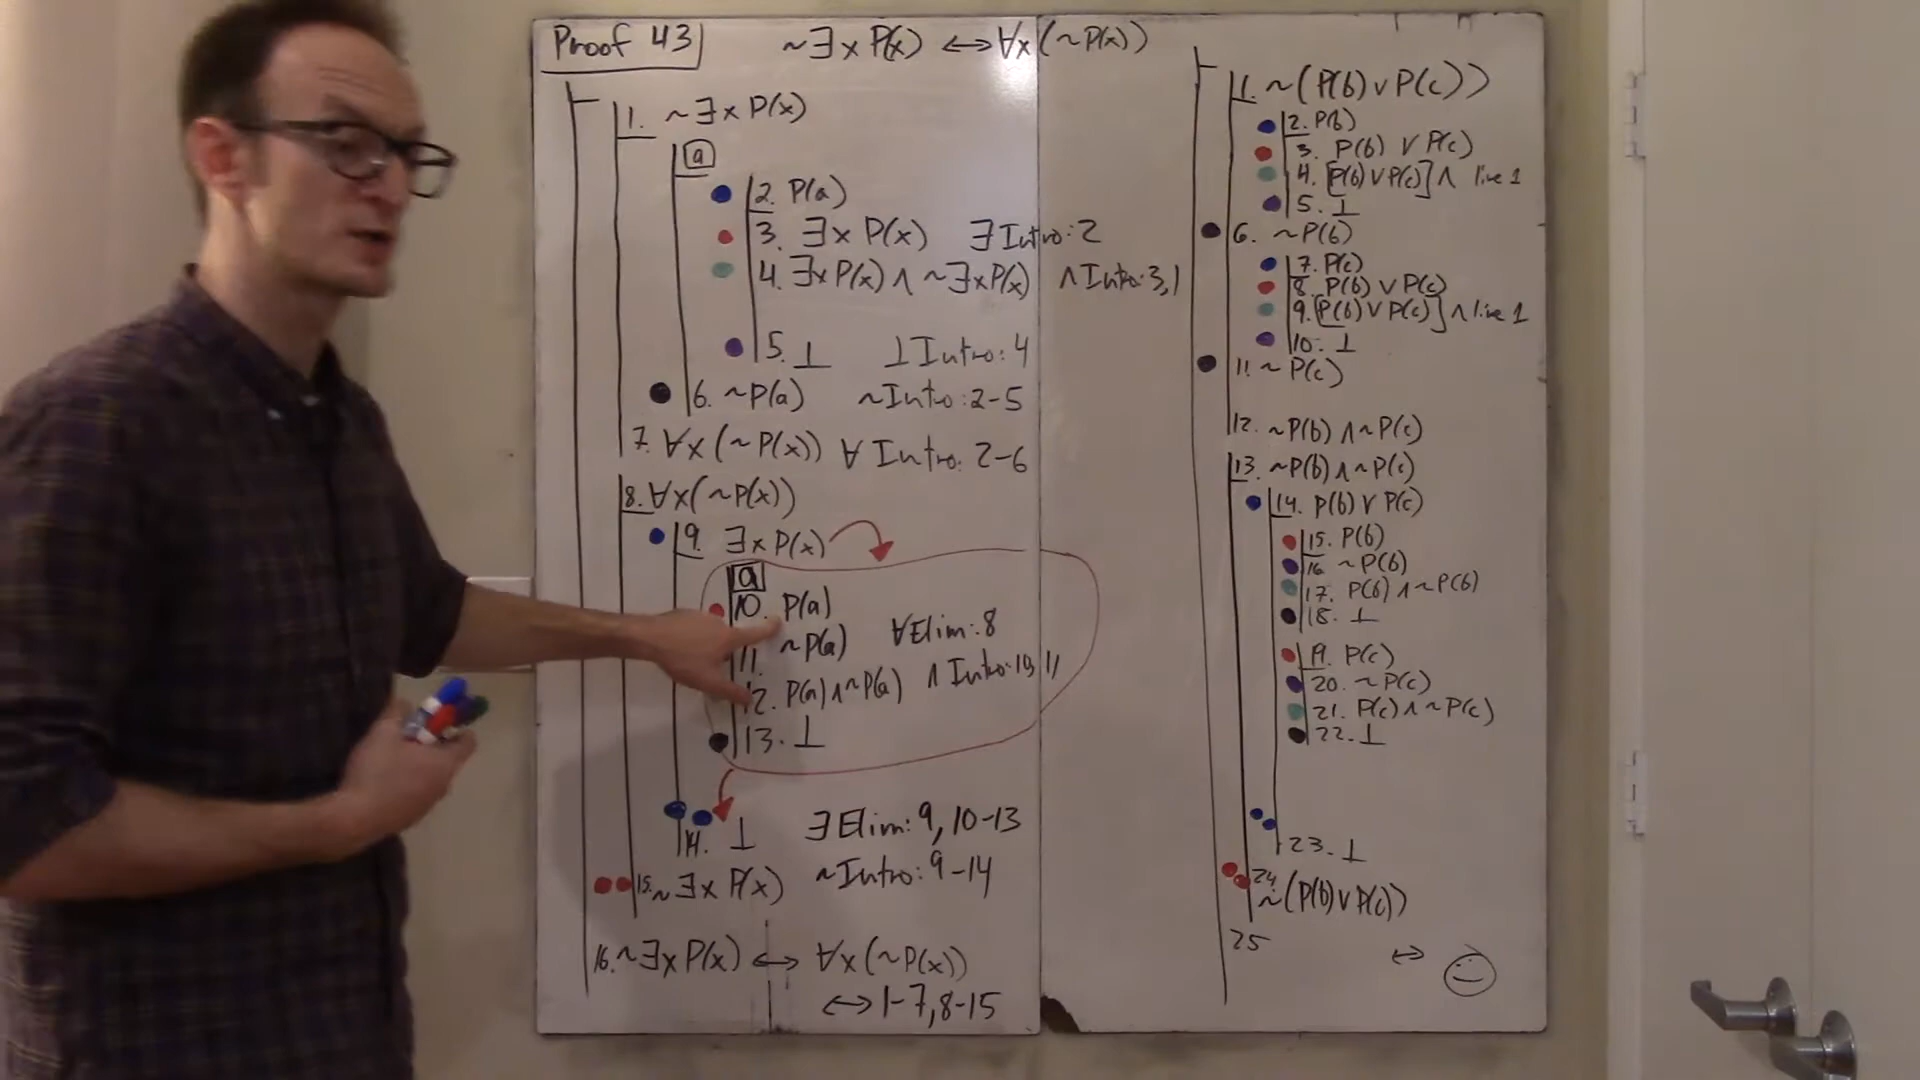 Proof 43
~∃x P(x) ↔ ∀x(~P(x))
1. ~∃x P(x)
a
2. P(a)
3. ∃x P(x) ∃ Intro: 2
4. ∃x P(x) ∧ ~∃x P(x) ∧ Intro: 3, 1
5. ⊥ ⊥ Intro: 4
6. ~P(a) ~Intro: 2-5
7. ∀x (~P(x)) ∀ Intro: 2-6
8. ∀x(~P(x))
9. ∃x P(x)
a
10. P(a)
11. ~P(a) ∀Elim: 8
12. P(a) ∧ ~P(a) ∧ Intro: 10, 11
13. ⊥
14. ⊥ ∃ Elim: 9, 10-13
15. ~∃x P(x) ~Intro: 9-14
16. ~∃x P(x) ↔ ∀x (~P(x))
↔ 1-7, 8-15
1. ~(P(b) ∨ P(c))
2. P(b)
3. P(b) ∨ P(c)
4. [P(b) ∨ P(c)] ∧ line 1
5. ⊥
6. ~P(b)
7. P(c)
8. P(b) ∨ P(c)
9. [P(b) ∨ P(c)] ∧ line 1
10. ⊥
11. ~P(c)
12. ~P(b) ∧ ~P(c)
13. ~P(b) ∧ ~P(c)
14. P(b) ∨ P(c)
15. P(b)
16. ~P(b)
17. P(b) ∧ ~P(b)
18. ⊥
19. P(c)
20. ~P(c)
21. P(c) ∧ ~P(c)
22. ⊥
23. ⊥
24. ~(P(b) ∨ P(c))
25 ↔